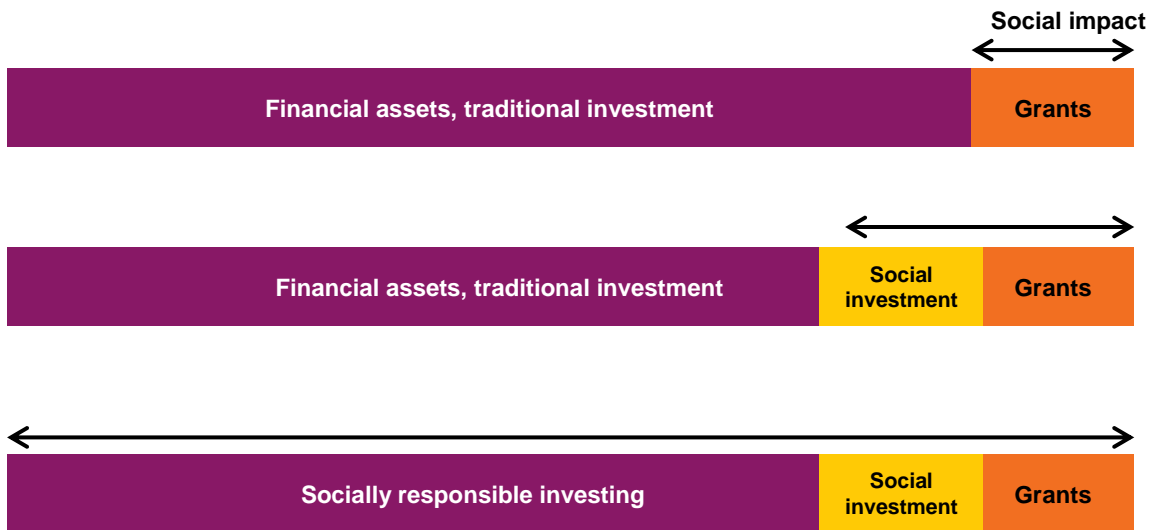 Social impact
Financial assets, traditional investment
Grants
Financial assets, traditional investment
Social
investment
Grants
Socially responsible investing
Social
investment
Grants